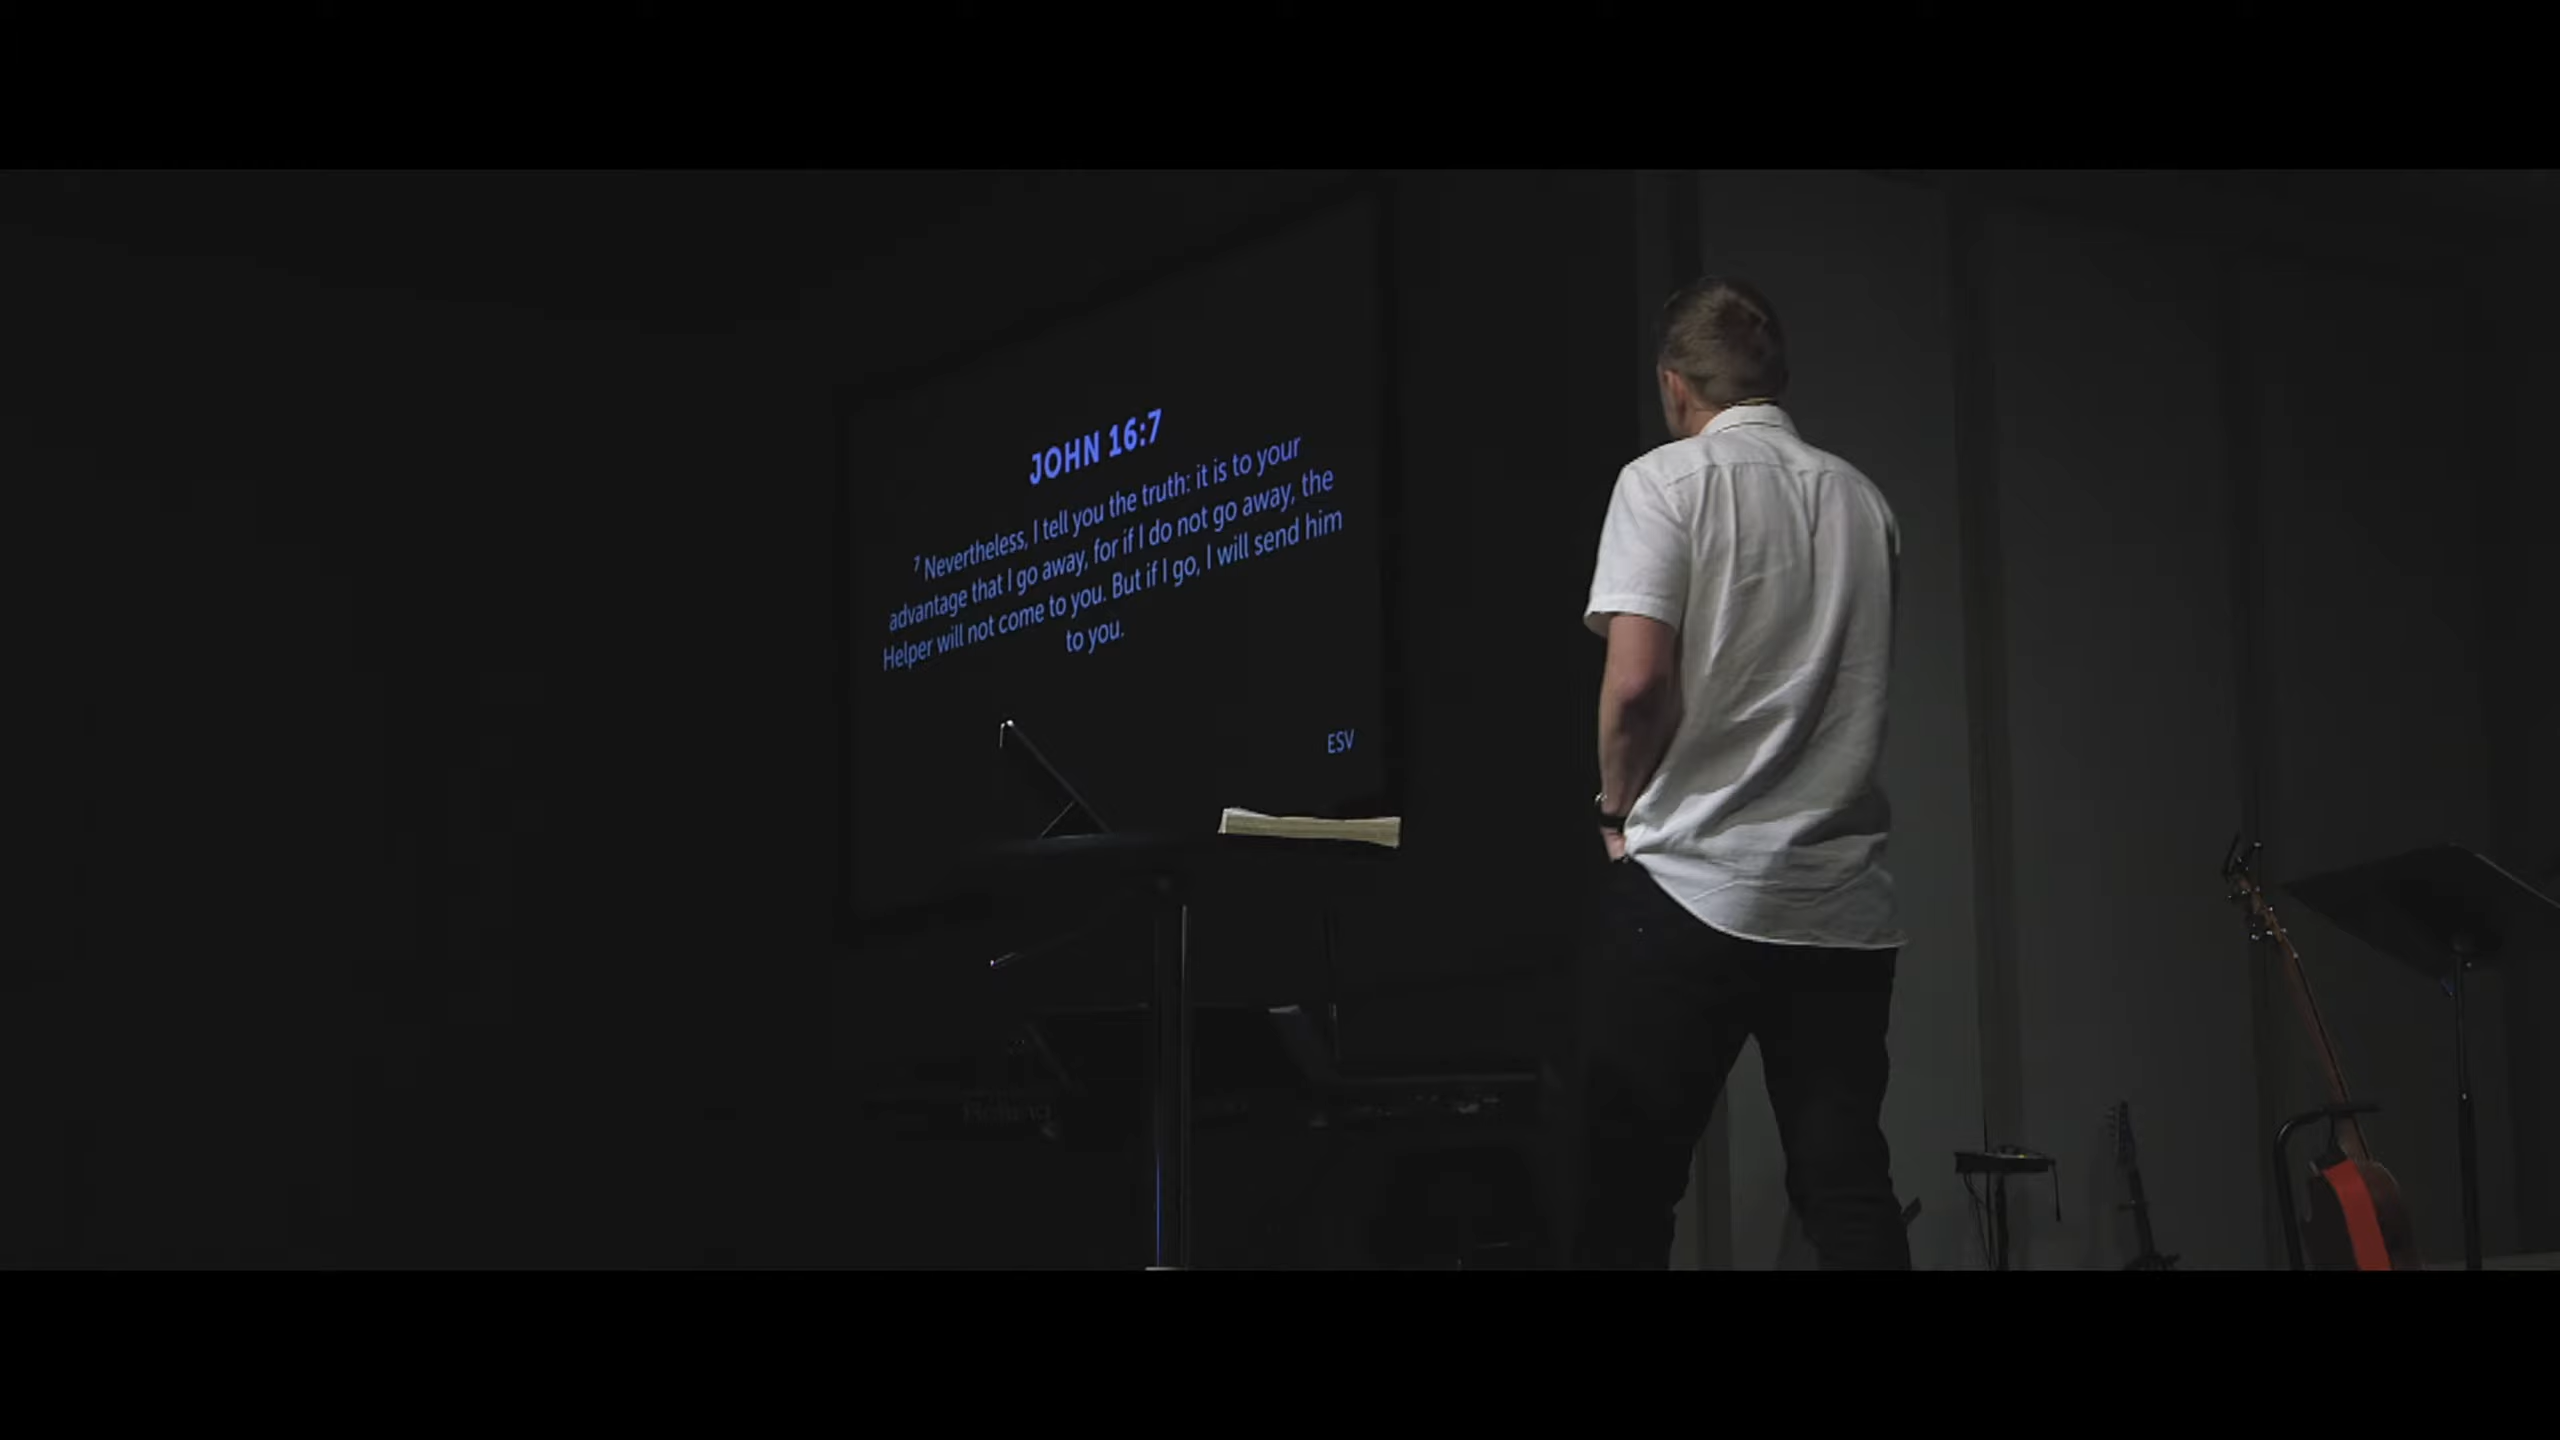 JOHN 16:7
⁷ Nevertheless, I tell you the truth: it is to your
advantage that I go away, for if I do not go away, the
Helper will not come to you. But if I go, I will send him
to you.
ESV